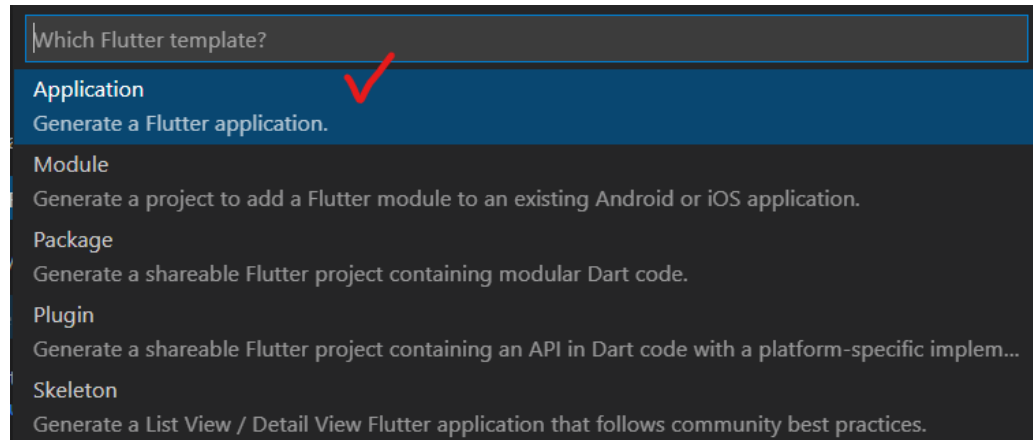 Which Flutter template?
Application
Generate a Flutter application.
Module
Generate a project to add a Flutter module to an existing Android or iOS application.
Package
Generate a shareable Flutter project containing modular Dart code.
Plugin
Generate a shareable Flutter project containing an API in Dart code with a platform-specific implem...
Skeleton
Generate a List View / Detail View Flutter application that follows community best practices.